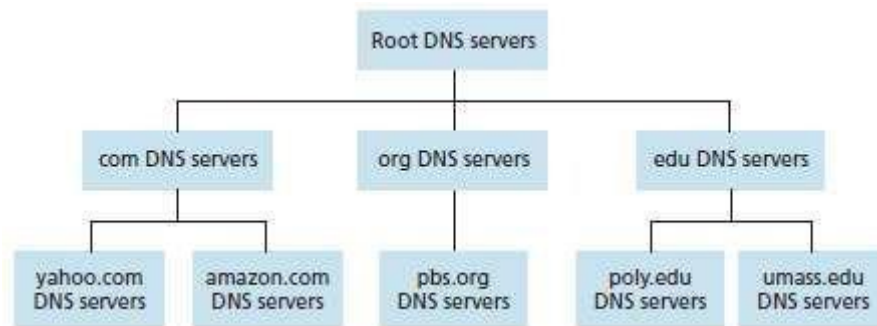 Root DNS servers
com DNS servers
org DNS servers
edu DNS servers
yahoo.com
DNS servers
amazon.com
DNS servers
pbs.org
DNS servers
poly.edu
DNS servers
umass.edu
DNS servers